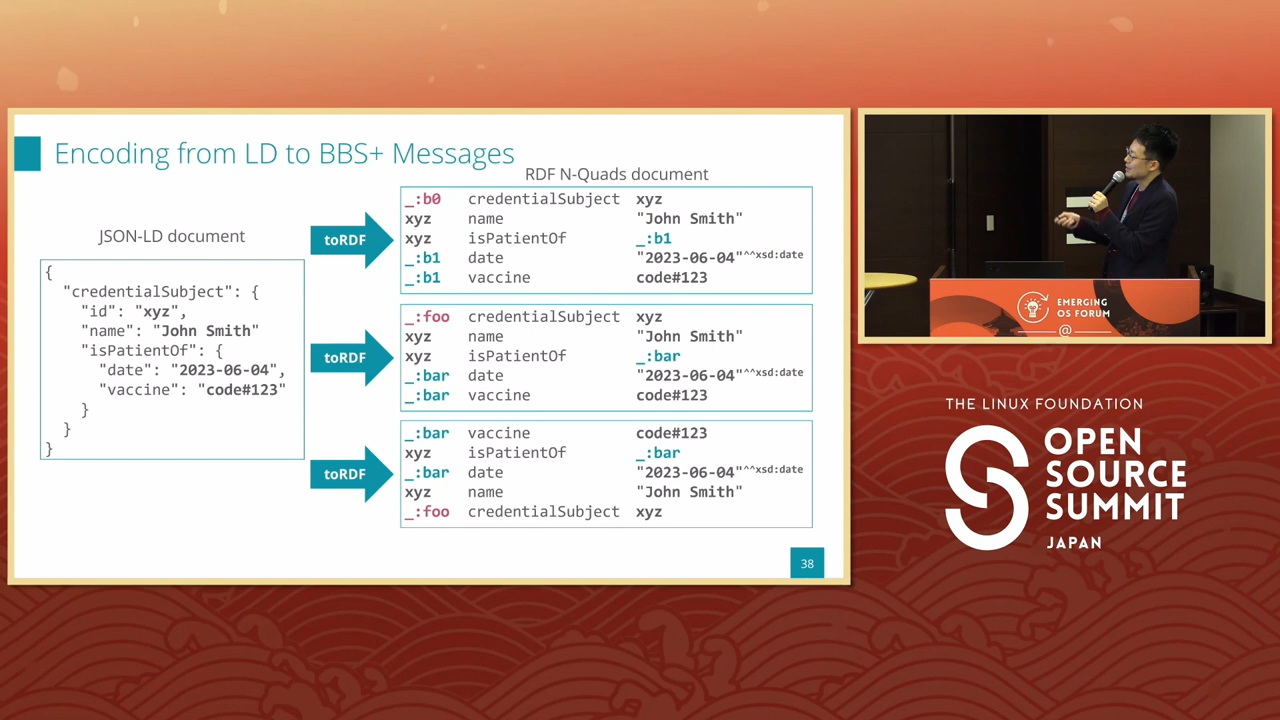 Encoding from LD to BBS+ Messages
JSON-LD document
{
"credentialSubject": {
"id": "xyz",
"name": "John Smith"
"isPatientOf": {
"date": "2023-06-04",
"vaccine": "code#123"
}
}
}
toRDF
toRDF
toRDF
RDF N-Quads document
_:b0 credentialSubject xyz
xyz name "John Smith"
xyz isPatientOf _:b1
_:b1 date "2023-06-04"^^xsd:date
_:b1 vaccine code#123
_:foo credentialSubject xyz
xyz name "John Smith"
xyz isPatientOf _:bar
_:bar date "2023-06-04"^^xsd:date
_:bar vaccine code#123
_:bar vaccine code#123
xyz isPatientOf _:bar
_:bar date "2023-06-04"^^xsd:date
xyz name "John Smith"
_:foo credentialSubject xyz
38
EMERGING
OS FORUM
@
THE LINUX FOUNDATION
OPEN
SOURCE
SUMMIT
JAPAN